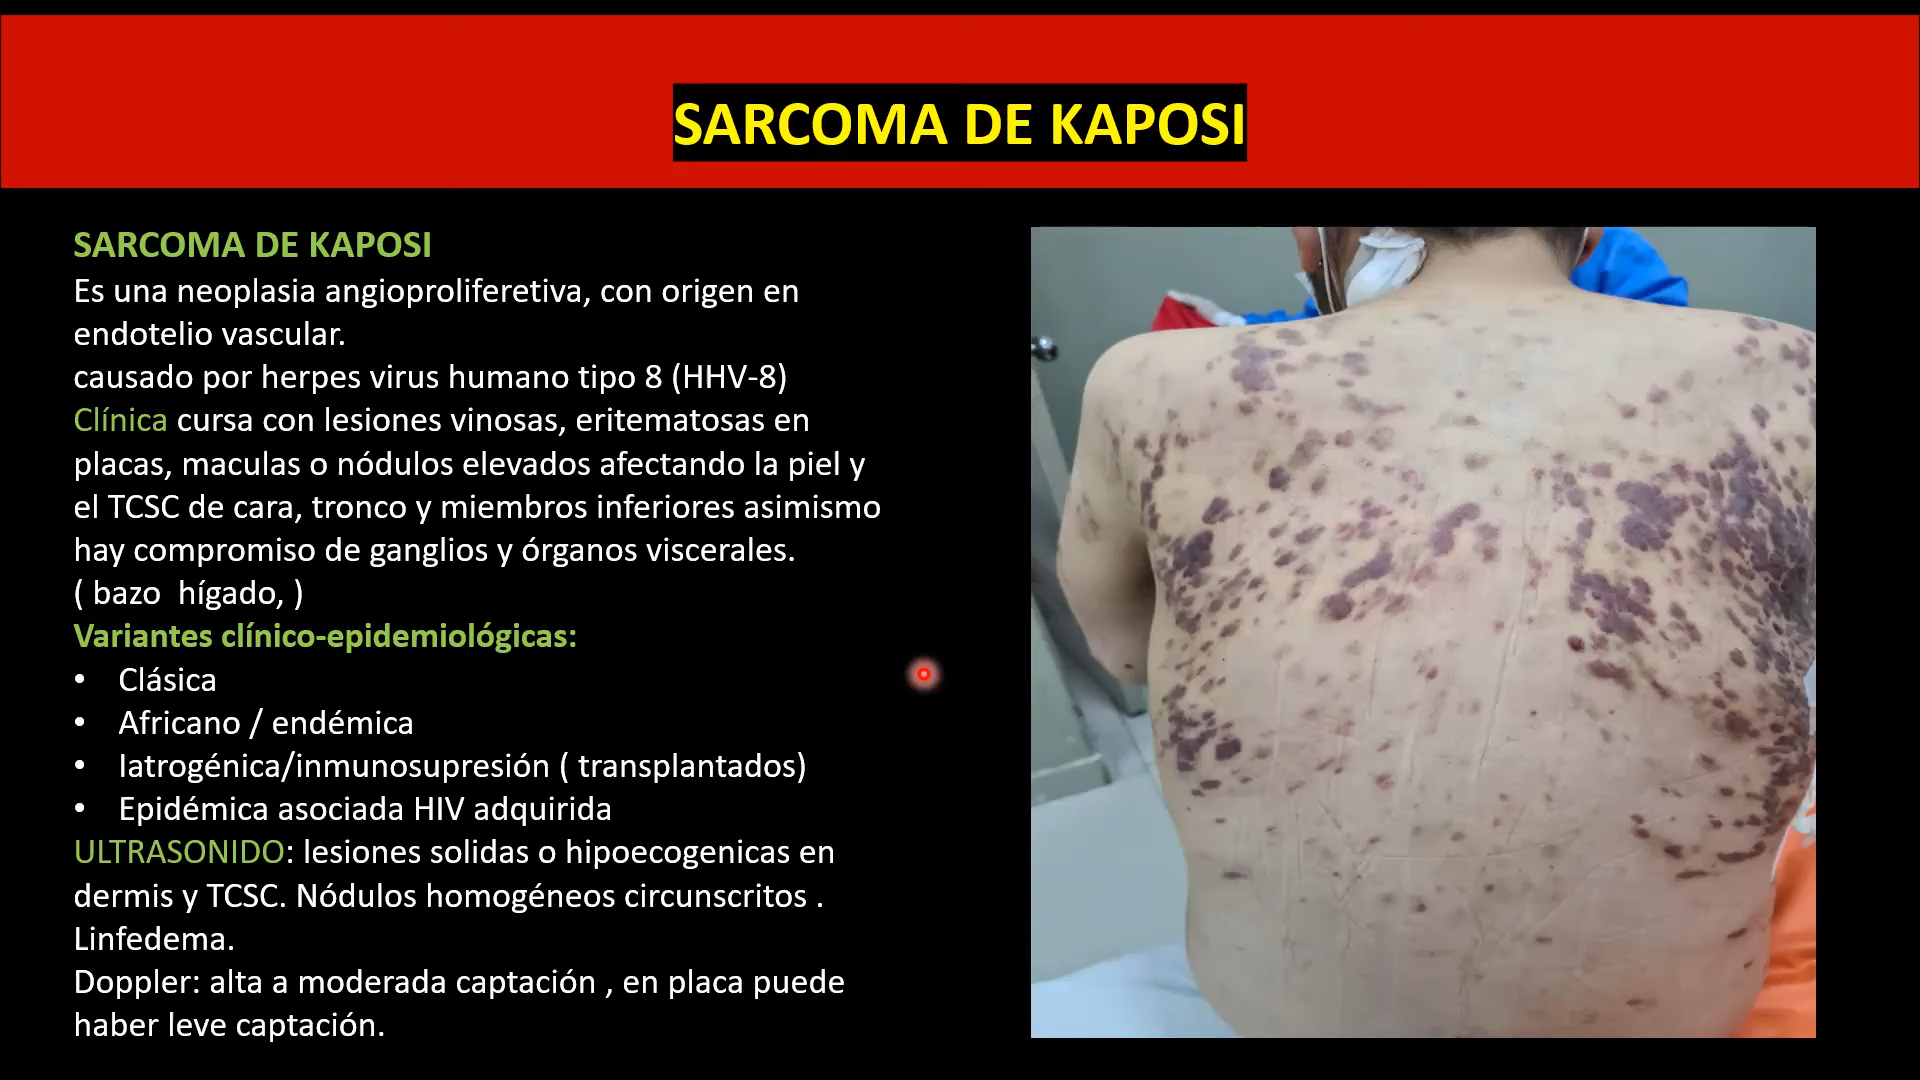 SARCOMA DE KAPOSI
SARCOMA DE KAPOSI
Es una neoplasia angioproliferetiva, con origen en
endotelio vascular.
causado por herpes virus humano tipo 8 (HHV-8)
Clínica cursa con lesiones vinosas, eritematosas en
placas, maculas o nódulos elevados afectando la piel y
el TCSC de cara, tronco y miembros inferiores asimismo
hay compromiso de ganglios y órganos viscerales.
( bazo  hígado, )
Variantes clínico-epidemiológicas:
• Clásica
• Africano / endémica
• Iatrogénica/inmunosupresión ( transplantados)
• Epidémica asociada HIV adquirida
ULTRASONIDO: lesiones solidas o hipoecogenicas en
dermis y TCSC. Nódulos homogéneos circunscritos .
Linfedema.
Doppler: alta a moderada captación , en placa puede
haber leve captación.